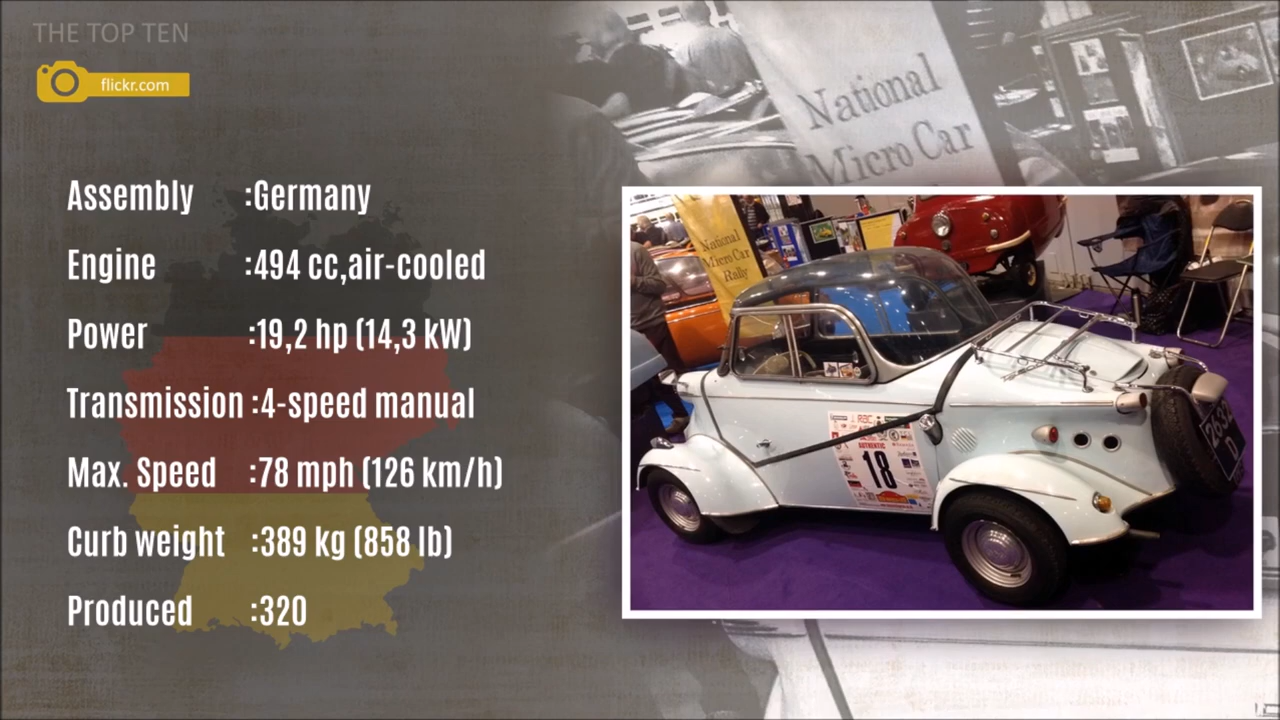 THE TOP TEN
flickr.com
Assembly :Germany
Engine :494 cc,air-cooled
Power :19,2 hp (14,3 kW)
Transmission :4-speed manual
Max. Speed :78 mph (126 km/h)
Curb weight :389 kg (858 lb)
Produced :320
National
Micro Car
National
Micro Car
Rally
18